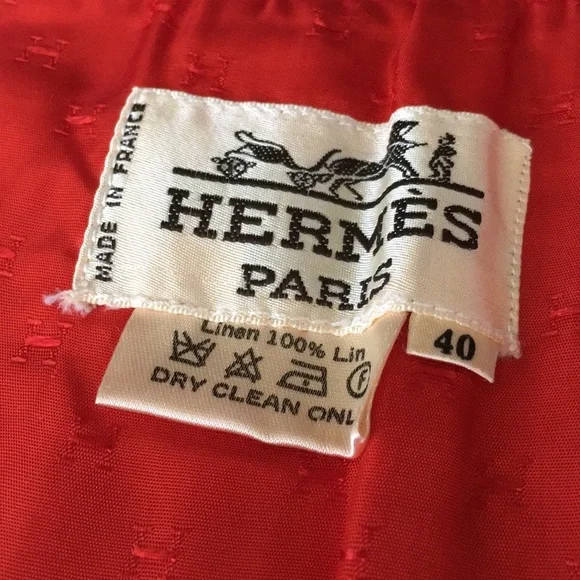 MADE IN FRANCE
HERMÈS
PARIS
Linen 100% Lin
F
DRY CLEAN ONL
40